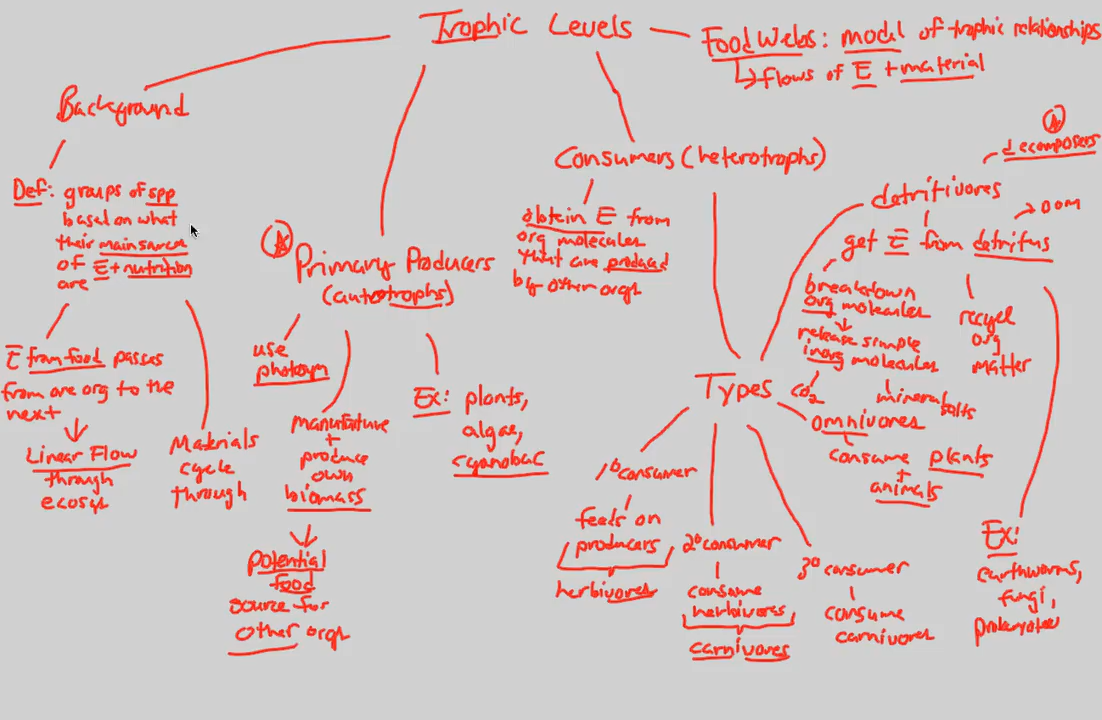 Trophic Levels
Food Webs: model of trophic relationships
↳ flows of E + material
Background
Def: groups of spp
based on what
their main source
of E + nutrition
are
E from food passes
from one org to the
next
↓
Linear Flow
through
ecosys
Materials
cycle
through
Primary Producers
(autotrophs)
use
photosyn
manufacture
+
produce
own
biomass
↓
potential
food
source for
other orgs
Ex: plants,
algae,
cyanobac
Consumers (heterotrophs)
obtain E from
org molecules
that are produced
by other orgs
Types
1° consumer
feeds on
producers
herbivores
2° consumer
consume
herbivores
carnivores
3° consumer
consume
carnivores
omnivores
consume plants
+
animals
detritivores
decomposers
get E from detritus
→ DOM
breakdown
org molecules
↓
release simple
inorg molecules
CO2
mineral salts
recycl
org
matter
Ex:
earthworms,
fungi,
prokaryotes